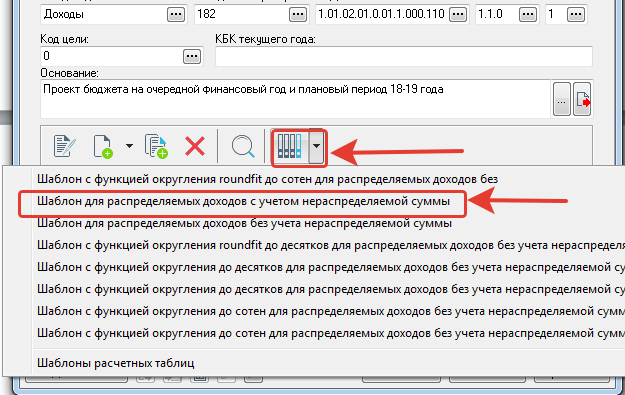 Доходы ... 182 ... 1.01.02.01.0.01.1.000.110 ... 1.1.0 ... 1 ...
Код цели: КБК текущего года:
0 ...
Основание:
Проект бюджета на очередной финансовый год и плановый период 18-19 года ...
Шаблон с функцией округления roundfit до сотен для распределяемых доходов без
Шаблон для распределяемых доходов с учетом нераспределяемой суммы
Шаблон для распределяемых доходов без учета нераспределяемой суммы
Шаблон с функцией округления roundfit до десятков для распределяемых доходов без учета нераспределя
Шаблон с функцией округления до десятков для распределяемых доходов без учета нераспределяемой су
Шаблон с функцией округления до десятков для распределяемых доходов без учета нераспределяемой су
Шаблон с функцией округления до сотен для распределяемых доходов без учета нераспределяемой сумм
Шаблон с функцией округления до сотен для распределяемых доходов без учета нераспределяемой сумм
Шаблоны расчетных таблиц